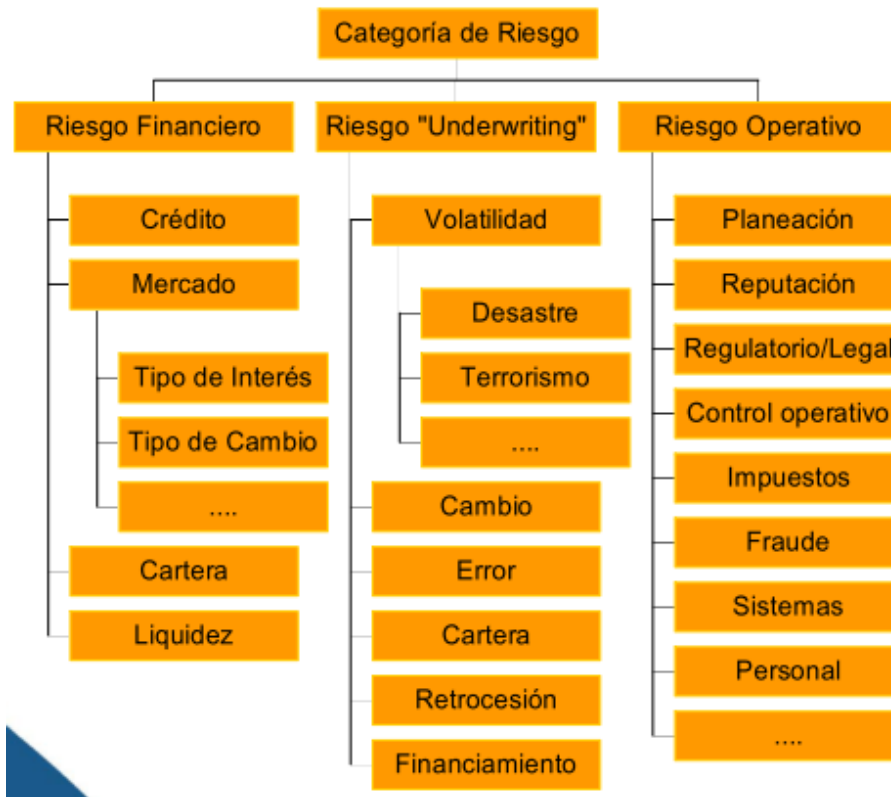 Categoría de Riesgo
Riesgo Financiero
Crédito
Mercado
Tipo de Interés
Tipo de Cambio
....
Cartera
Liquidez
Riesgo "Underwriting"
Volatilidad
Desastre
Terrorismo
....
Cambio
Error
Cartera
Retrocesión
Financiamiento
Riesgo Operativo
Planeación
Reputación
Regulatorio/Legal
Control operativo
Impuestos
Fraude
Sistemas
Personal
....